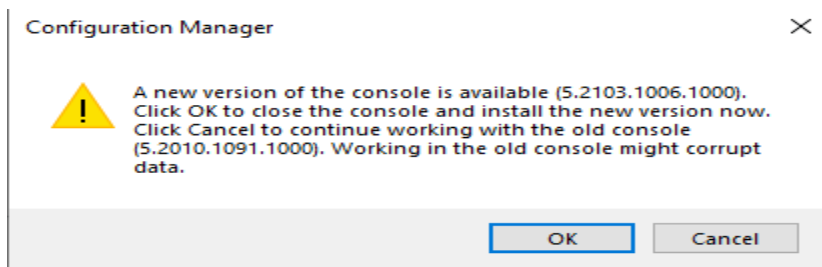 Configuration Manager
A new version of the console is available (5.2103.1006.1000).
Click OK to close the console and install the new version now.
Click Cancel to continue working with the old console
(5.2010.1091.1000). Working in the old console might corrupt
data.
OK Cancel